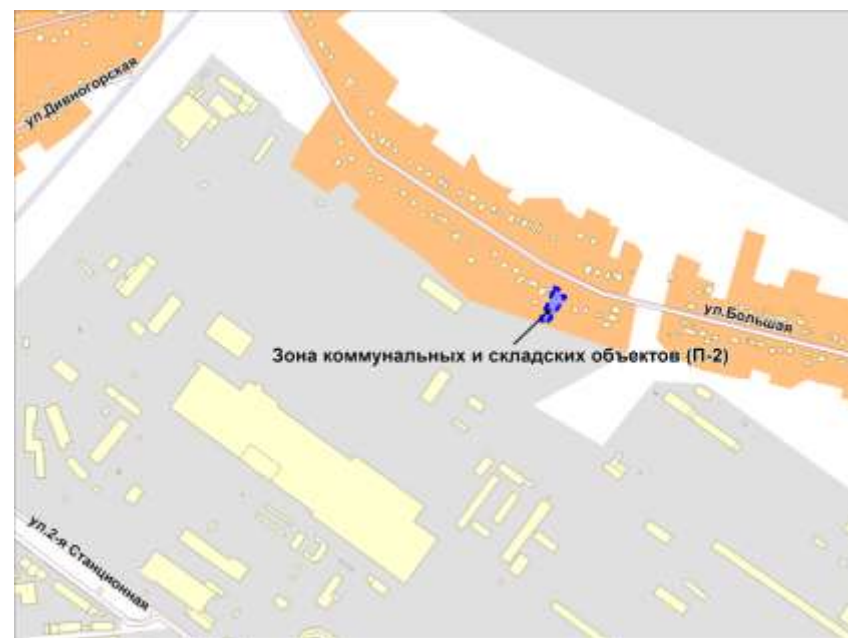 ул.Дивногорская
ул.Большая
Зона коммунальных и складских объектов (П-2)
ул.2-я Станционная